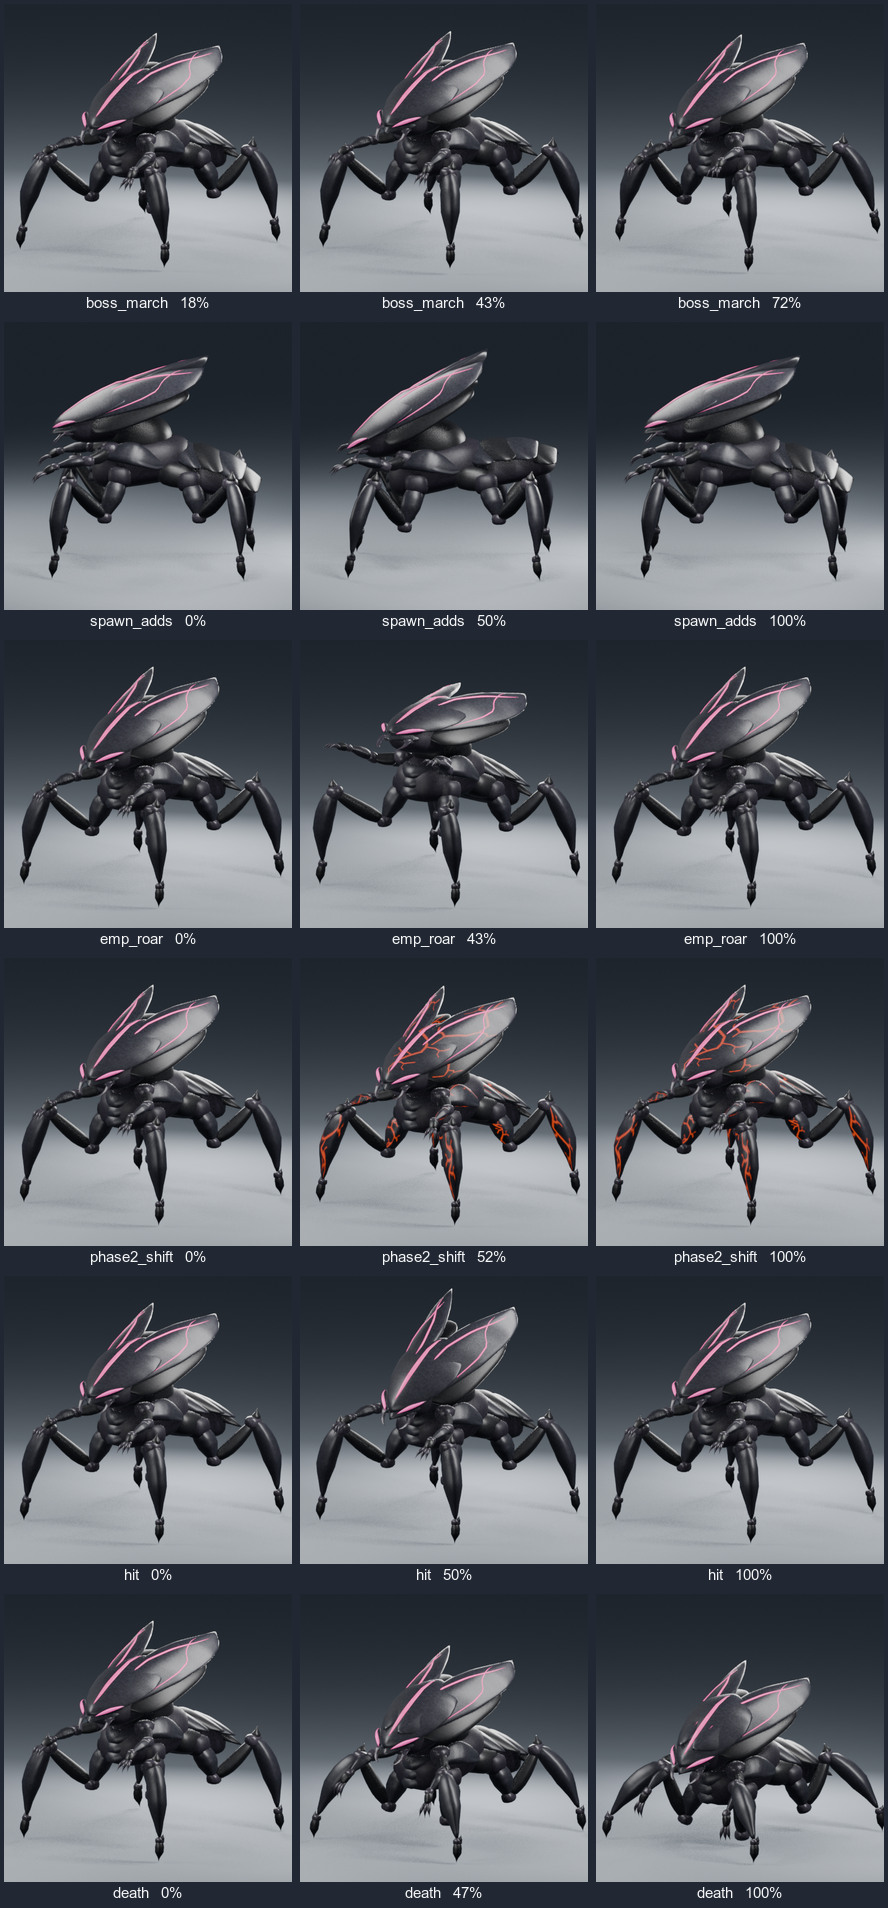 boss_march 18%
boss_march 43%
boss_march 72%
spawn_adds 0%
spawn_adds 50%
spawn_adds 100%
emp_roar 0%
emp_roar 43%
emp_roar 100%
phase2_shift 0%
phase2_shift 52%
phase2_shift 100%
hit 0%
hit 50%
hit 100%
death 0%
death 47%
death 100%